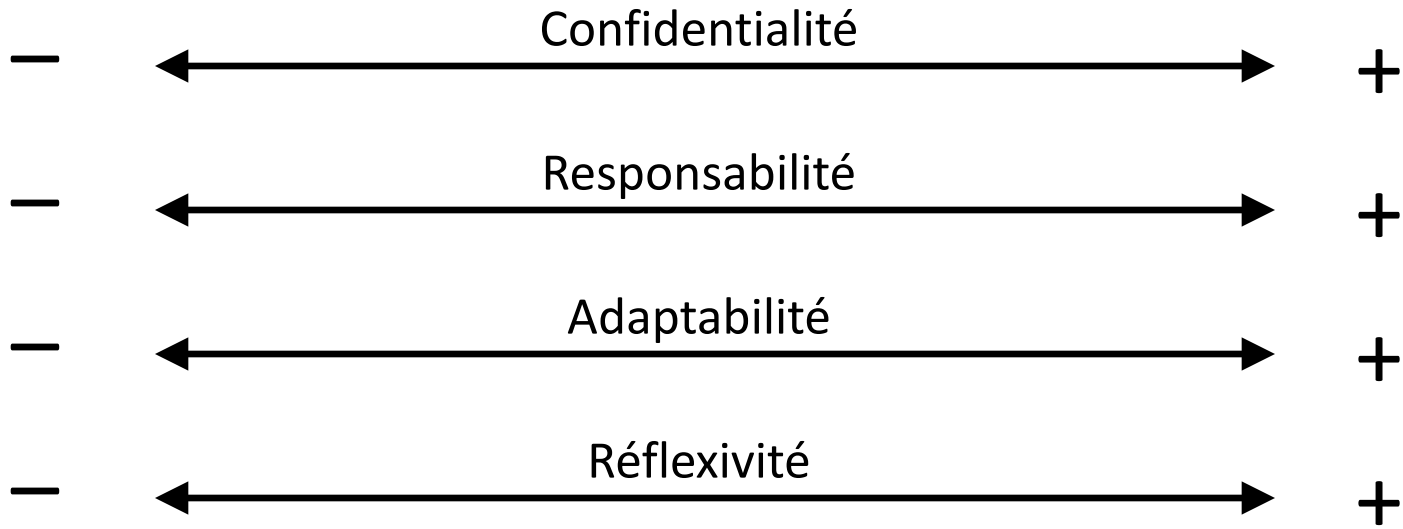 Confidentialité
− +
Responsabilité
− +
Adaptabilité
− +
Réflexivité
− +